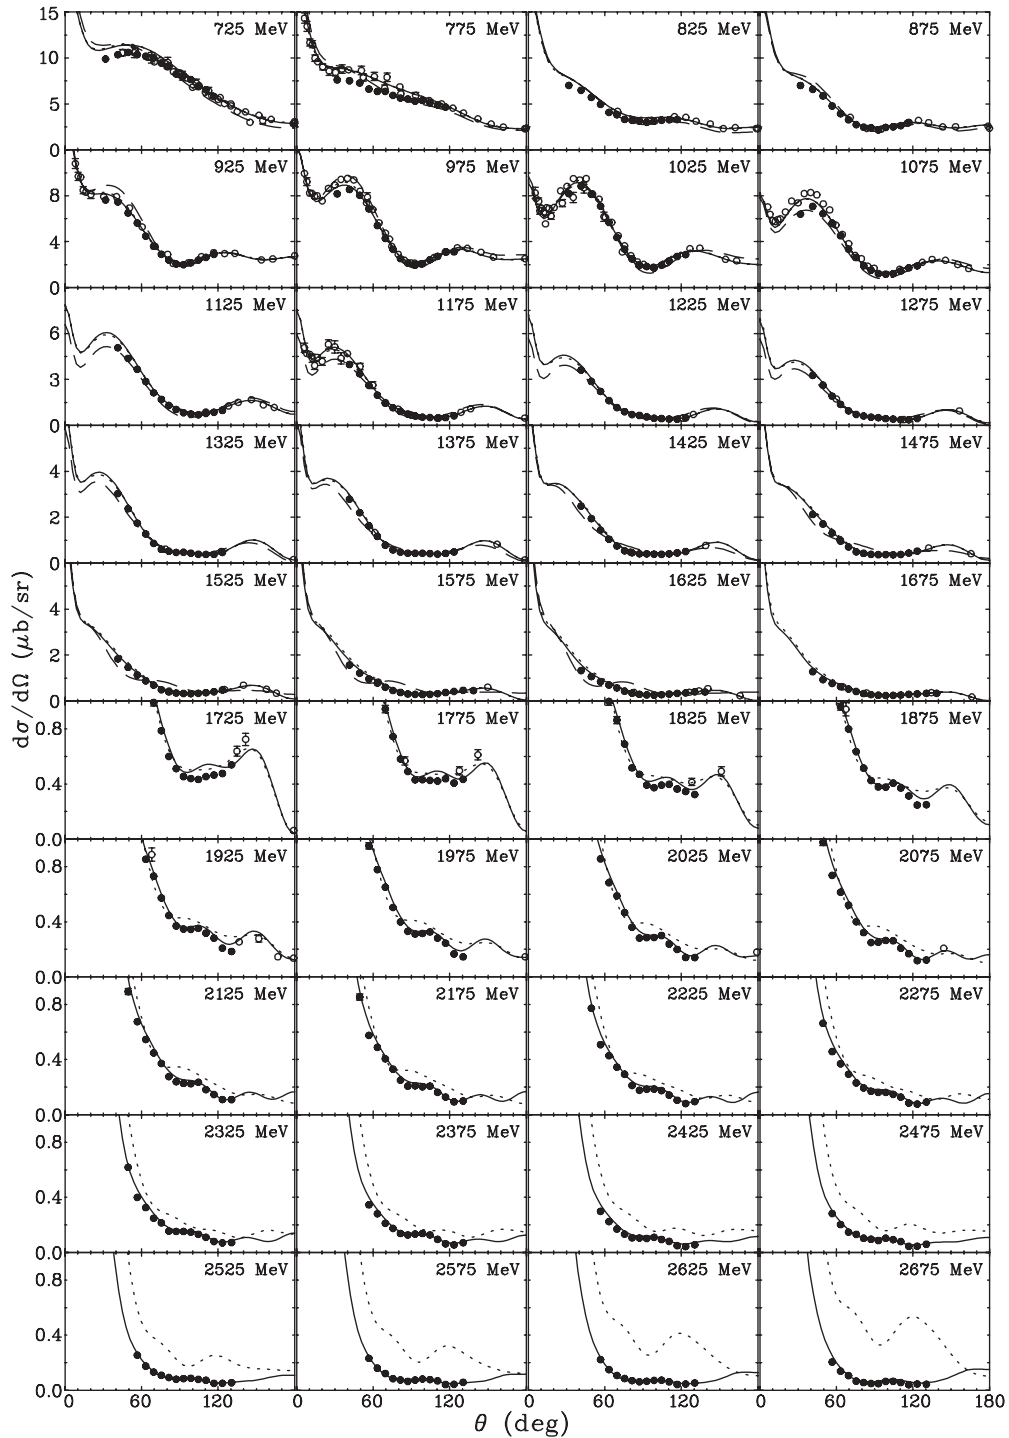 15
725 MeV 775 MeV 825 MeV 875 MeV
10
5
0
925 MeV 975 MeV 1025 MeV 1075 MeV
8
4
0
1125 MeV 1175 MeV 1225 MeV 1275 MeV
6
3
0
1325 MeV 1375 MeV 1425 MeV 1475 MeV
4
2
0
1525 MeV 1575 MeV 1625 MeV 1675 MeV
4
2
0
dσ/dΩ (μb/sr)
1725 MeV 1775 MeV 1825 MeV 1875 MeV
0.8
0.4
0.0
1925 MeV 1975 MeV 2025 MeV 2075 MeV
0.8
0.4
0.0
2125 MeV 2175 MeV 2225 MeV 2275 MeV
0.8
0.4
0.0
2325 MeV 2375 MeV 2425 MeV 2475 MeV
0.8
0.4
0.0
2525 MeV 2575 MeV 2625 MeV 2675 MeV
0.8
0.4
0.0
60 120 0 60 120 0 60 120 0 60 120 180
θ (deg)